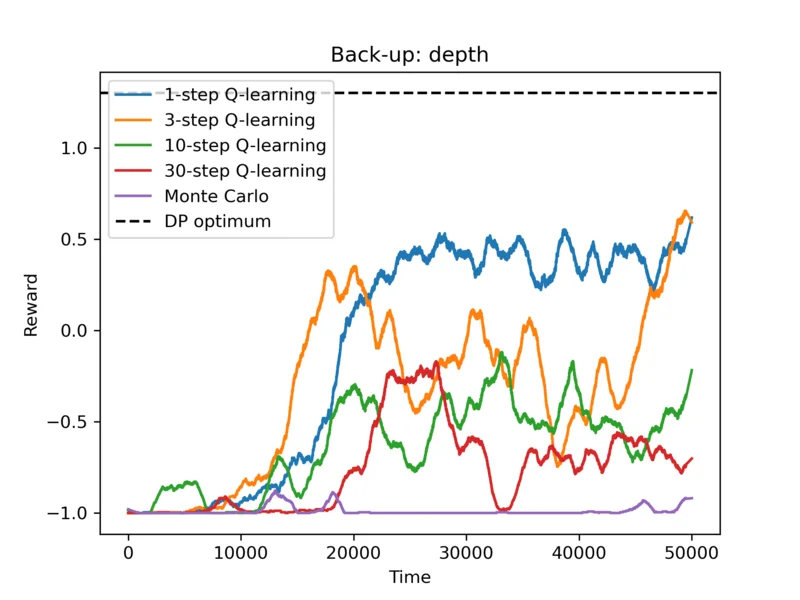 Back-up: depth
1-step Q-learning
3-step Q-learning
10-step Q-learning
30-step Q-learning
Monte Carlo
DP optimum
1.0
0.5
0.0
−0.5
−1.0
Reward
0 10000 20000 30000 40000 50000
Time